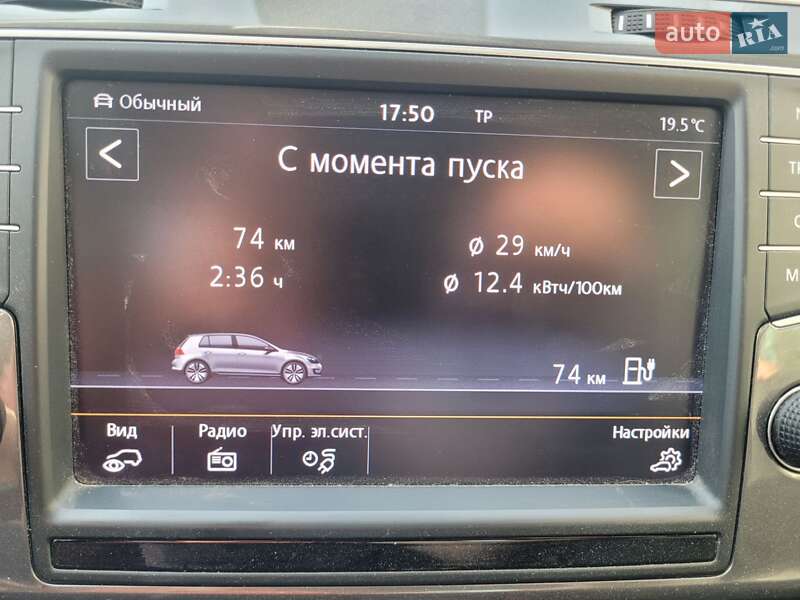 auto RIA .com
Обычный 17:50 TP 19.5°C
< С момента пуска >
74 км ø 29 км/ч
2:36 ч ø 12.4 кВтч/100км
74 км
Вид Радио Упр. эл.сист. Настройки